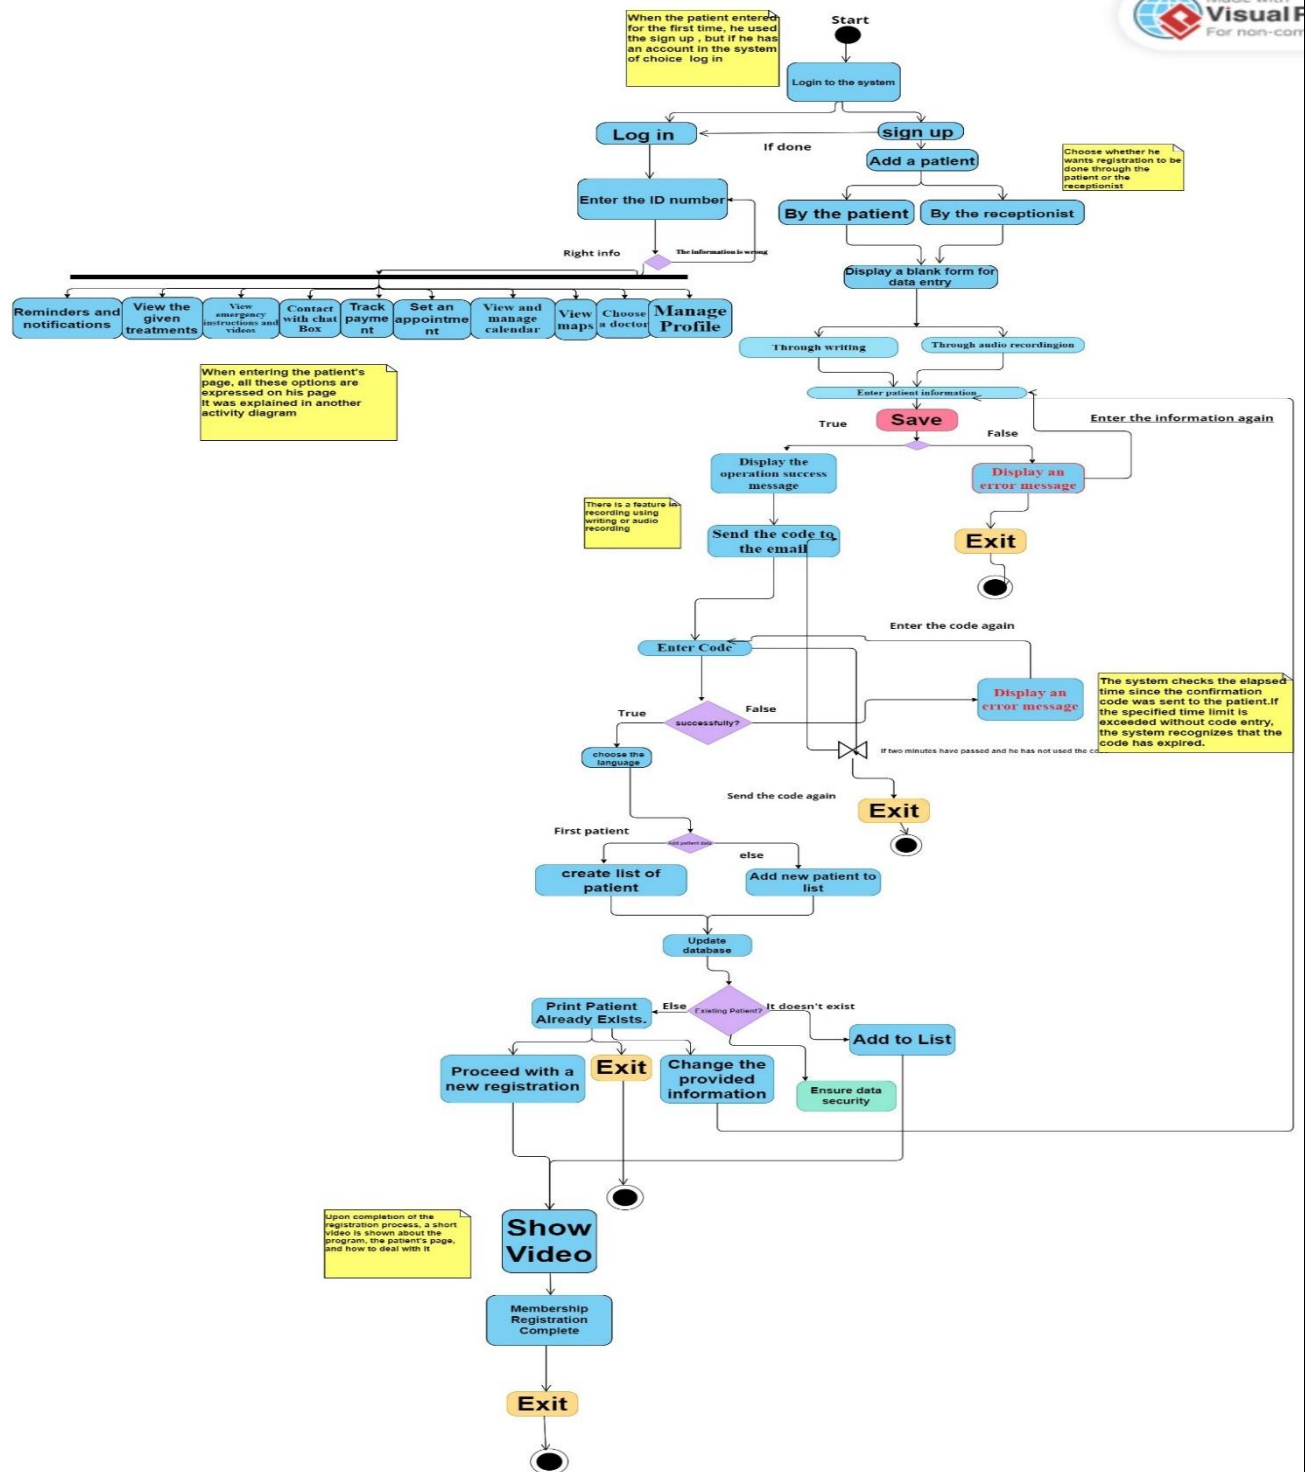 Made with
Visual P
For non-com
When the patient entered
for the first time, he used
the sign up , but if he has
an account in the system
of choice log in
Start
Login to the system
Log in
sign up
If done
Add a patient
Choose whether he
wants registration to be
done through the
patient or the
receptionist
Enter the ID number
By the patient
By the receptionist
Right info
The information is wrong
Display a blank form for
data entry
Reminders and
notifications
View the
given
treatments
View
emergency
instructions and
videos
Contact
with chat
Box
Track
payme
nt
Set an
appointme
nt
View and
manage
calendar
View
maps
Choose
a doctor
Manage
Profile
Through writing
Through audio recordingion
When entering the patient's
page, all these options are
expressed on his page
It was explained in another
activity diagram
Enter patient information
Save
True
False
Enter the information again
Display the
operation success
message
Display an
error message
There is a feature in
recording using
writing or audio
recording
Send the code to
the email
Exit
Enter the code again
Enter Code
Display an
error message
The system checks the elapsed
time since the confirmation
code was sent to the patient.If
the specified time limit is
exceeded without code entry,
the system recognizes that the
code has expired.
True
successfully?
False
choose the
language
If two minutes have passed and he has not used the co
Send the code again
Exit
First patient
Add patient data
else
create list of
patient
Add new patient to
list
Update
database
Print Patient
Already Exists.
Else
Existing Patient?
It doesn't exist
Add to List
Proceed with a
new registration
Exit
Change the
provided
information
Ensure data
security
Upon completion of the
registration process, a short
video is shown about the
program, the patient's page,
and how to deal with it
Show
Video
Membership
Registration
Complete
Exit